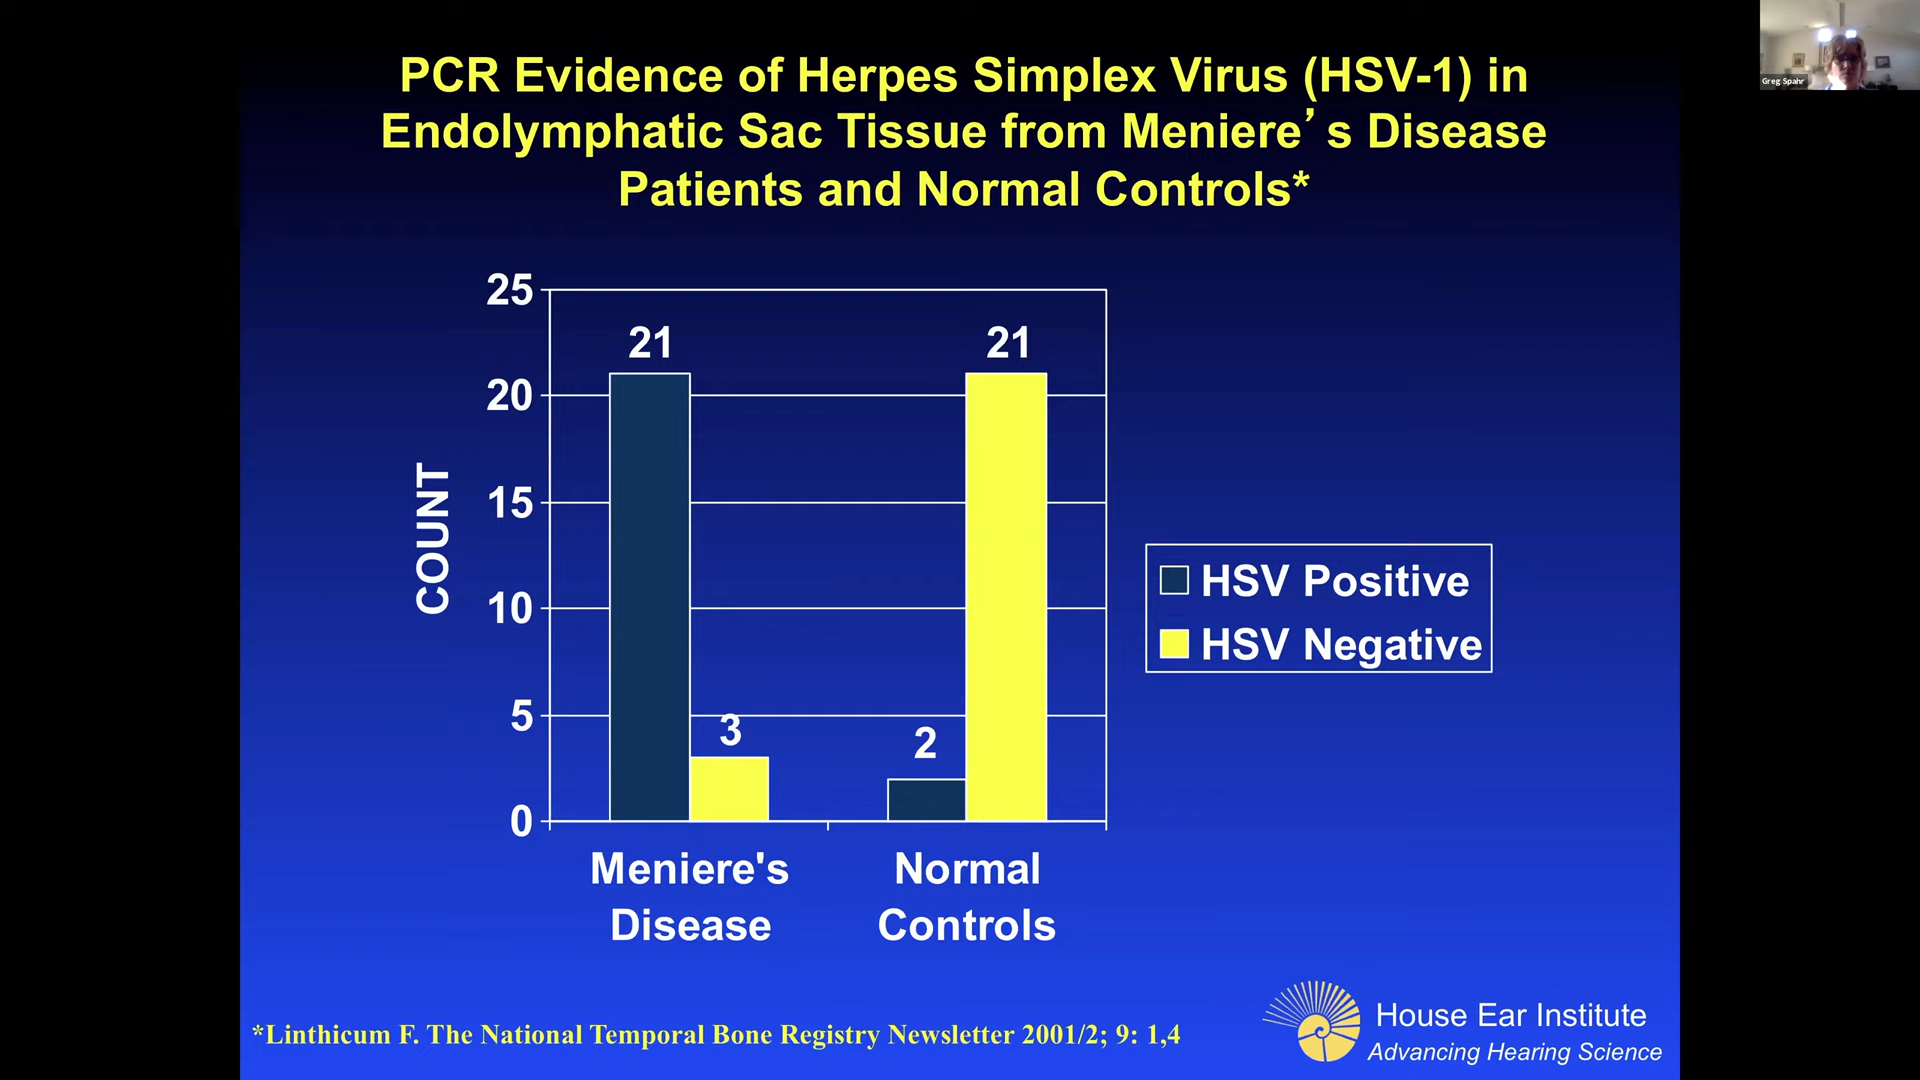 PCR Evidence of Herpes Simplex Virus (HSV-1) in
Endolymphatic Sac Tissue from Meniere’s Disease
Patients and Normal Controls*
Greg Spahr
25
20
15
10
5
0
COUNT
21
3
2
21
Meniere's
Disease
Normal
Controls
HSV Positive
HSV Negative
*Linthicum F. The National Temporal Bone Registry Newsletter 2001/2; 9: 1,4
House Ear Institute
Advancing Hearing Science